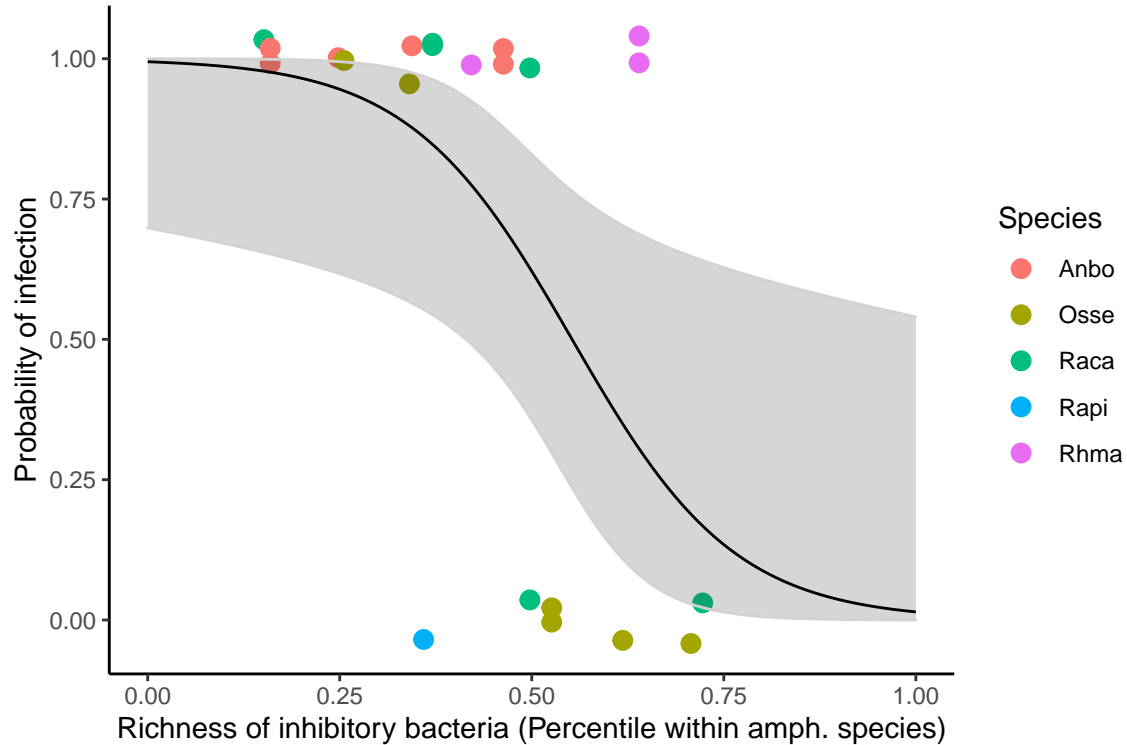 1.00
0.75
0.50
0.25
0.00
Probability of infection
0.00 0.25 0.50 0.75 1.00
Richness of inhibitory bacteria (Percentile within amph. species)
Species
Anbo
Osse
Raca
Rapi
Rhma